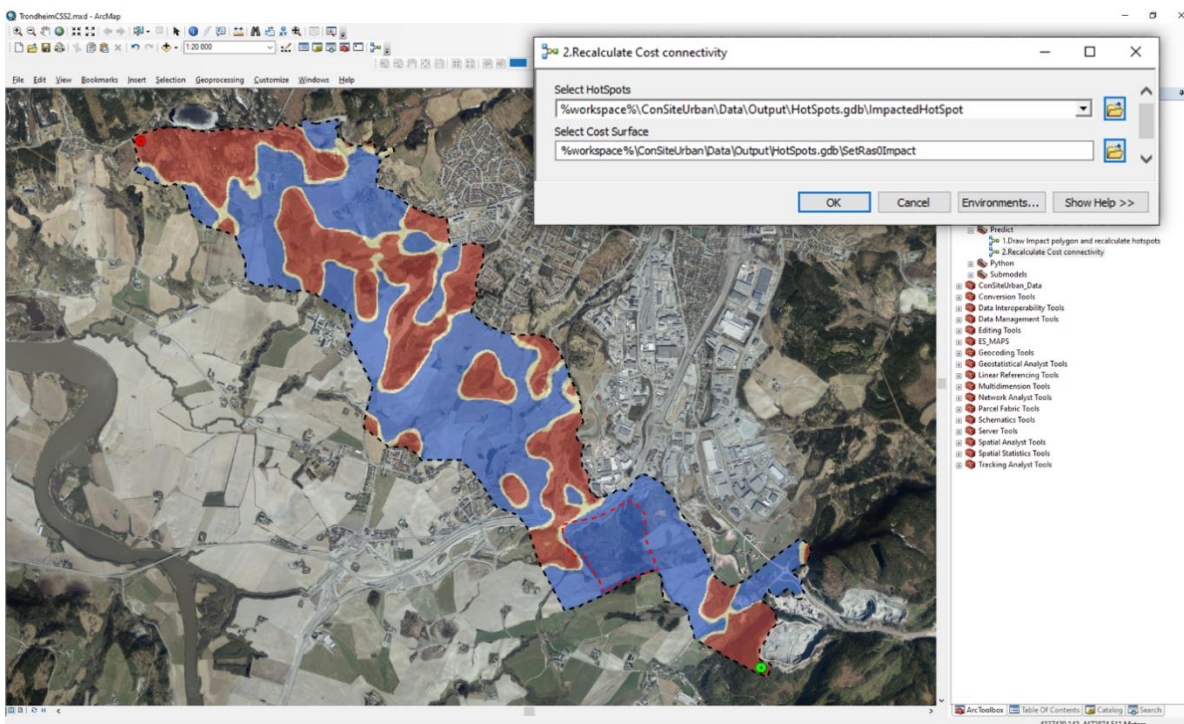 TrondheimCSS2.mxd - ArcMap
1:20 000
File Edit View Bookmarks Insert Selection Geoprocessing Customize Windows Help
2.Recalculate Cost connectivity
Select HotSpots
%workspace%\ConSiteUrban\Data\Output\HotSpots.gdb\ImpactedHotSpot
Select Cost Surface
%workspace%\ConSiteUrban\Data\Output\HotSpots.gdb\SetRas0Impact
OK Cancel Environments... Show Help >>
Predict
1.Draw Impact polygon and recalculate hotspots
2.Recalculate Cost connectivity
Python
Submodels
ConSiteUrban_Data
Conversion Tools
Data Interoperability Tools
Data Management Tools
Editing Tools
ES_MAPS
Geocoding Tools
Geostatistical Analyst Tools
Linear Referencing Tools
Multidimension Tools
Network Analyst Tools
Parcel Fabric Tools
Schematics Tools
Server Tools
Spatial Analyst Tools
Spatial Statistics Tools
Tracking Analyst Tools
ArcToolbox Table Of Contents Catalog Search